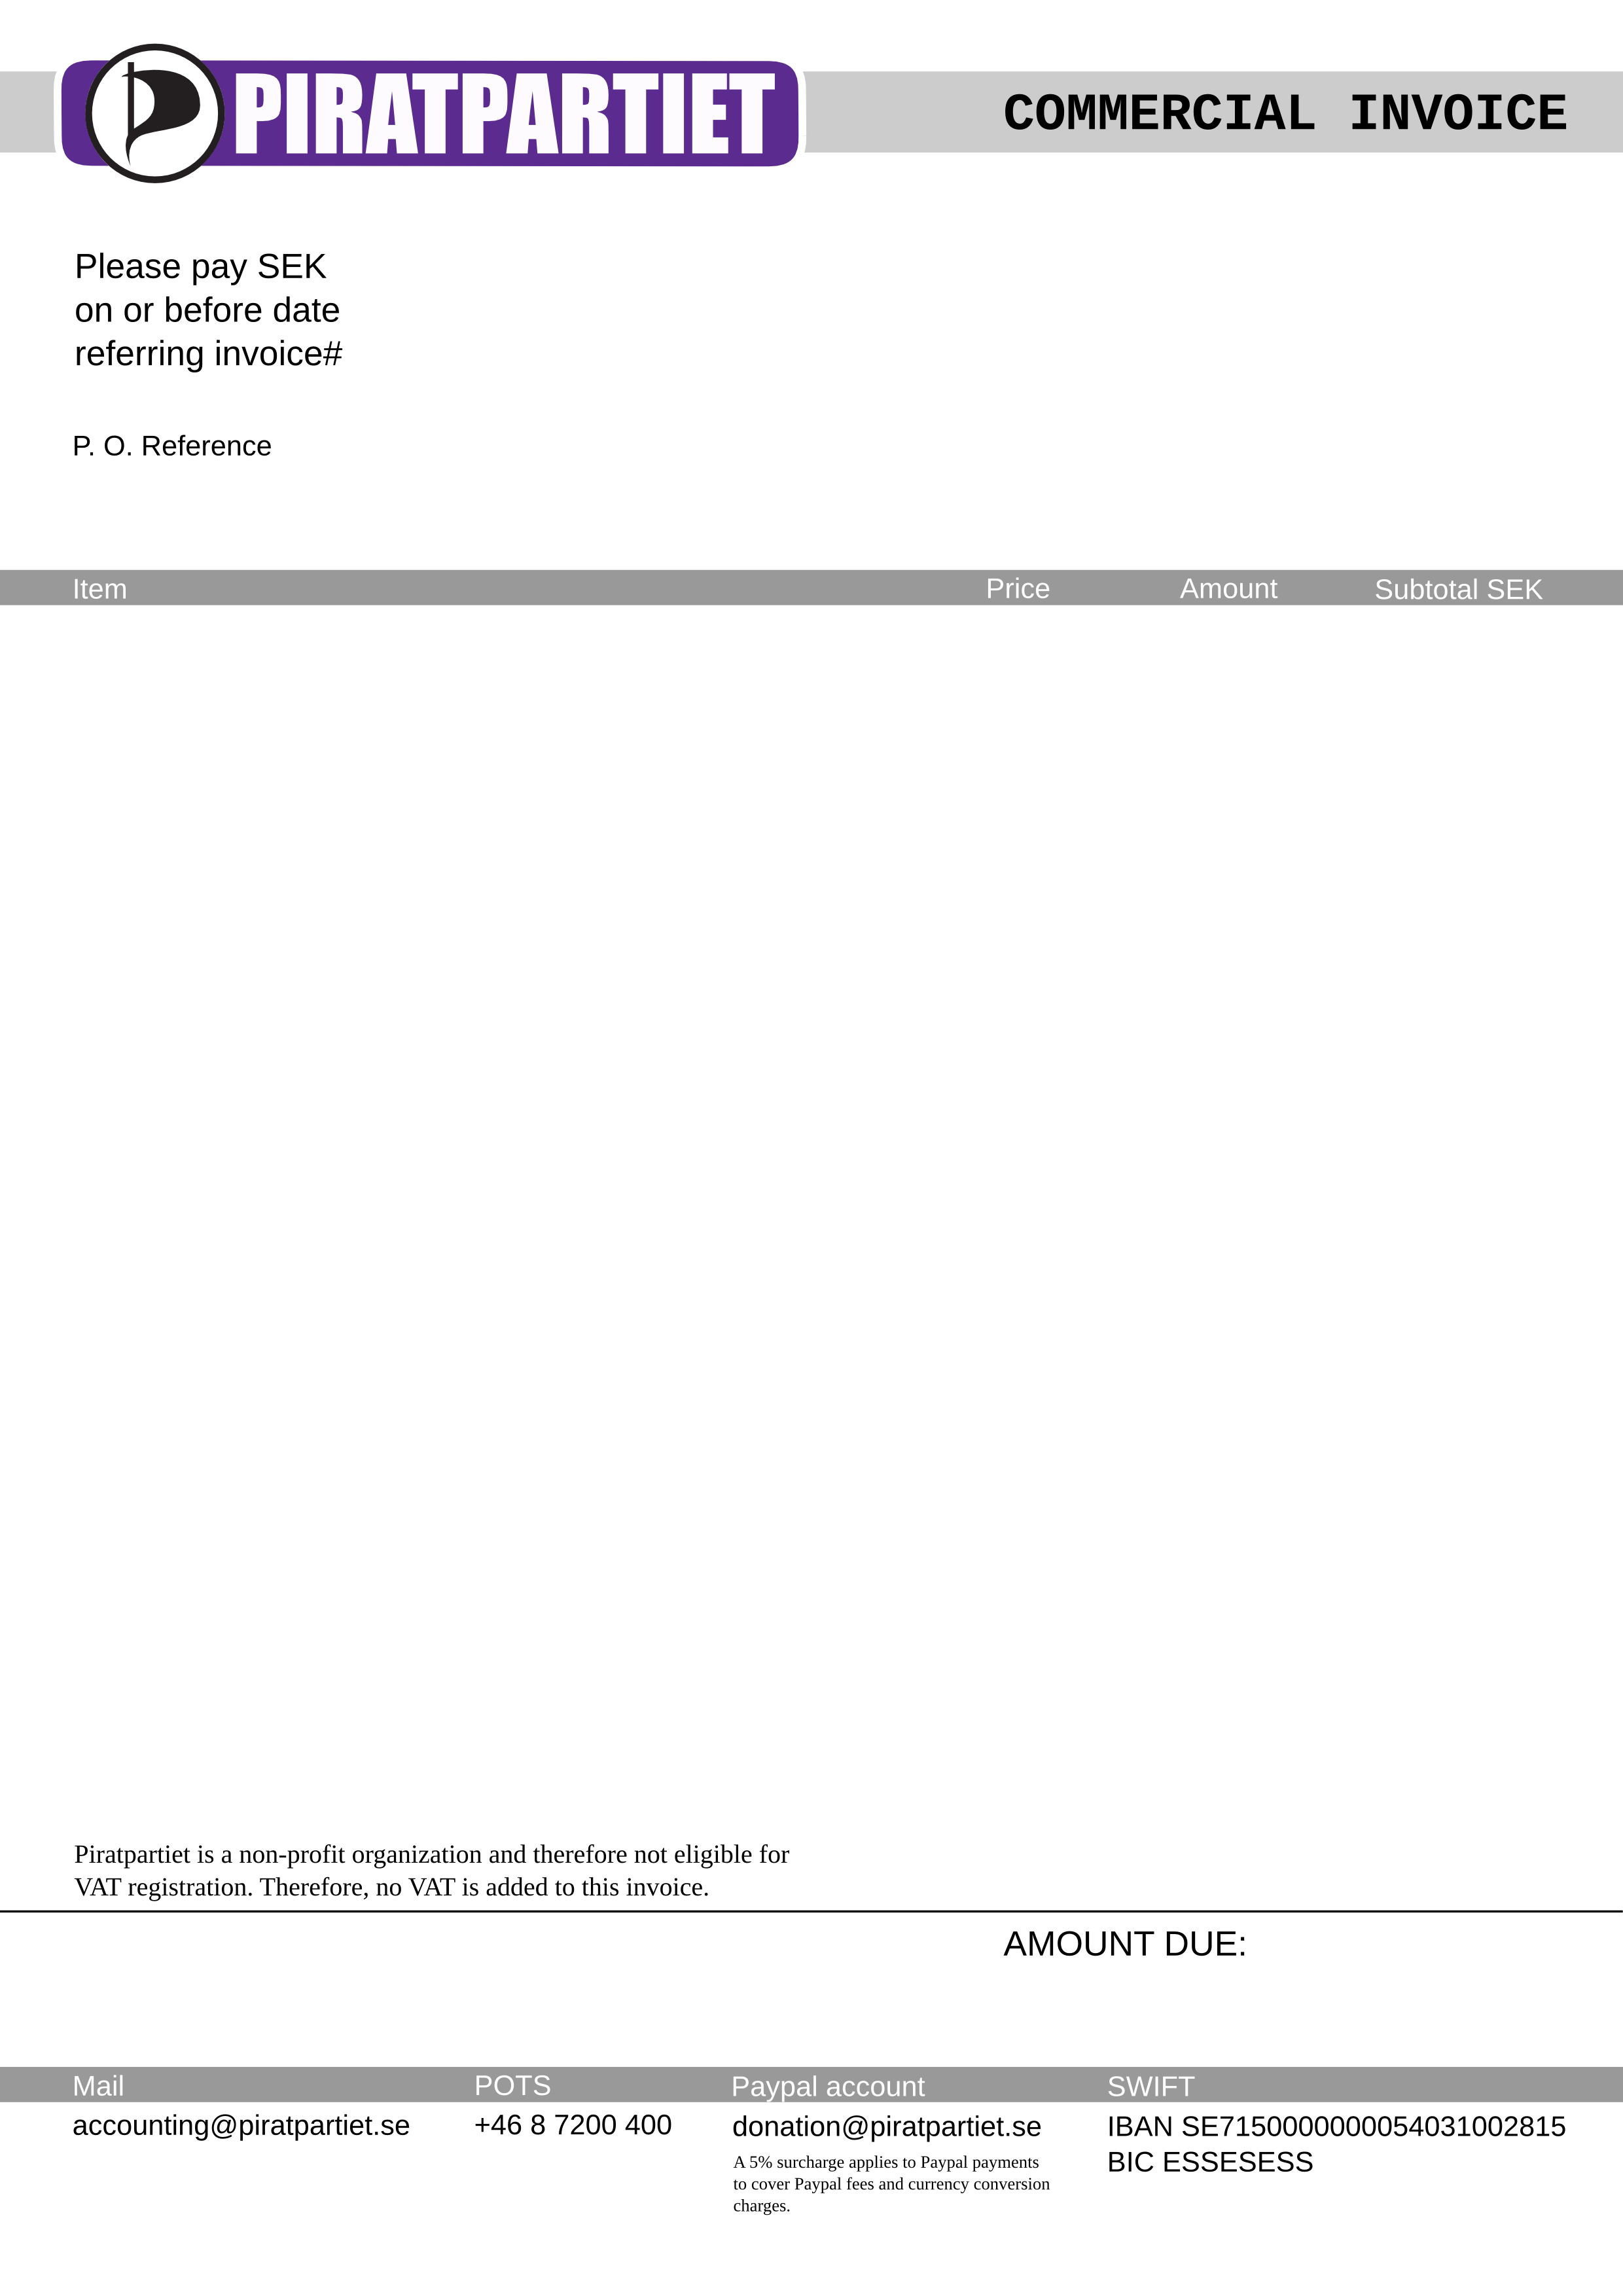 PIRATPARTIET
COMMERCIAL INVOICE
Please pay SEK
on or before date
referring invoice#
P. O. Reference
Item Price Amount Subtotal SEK
Piratpartiet is a non-profit organization and therefore not eligible for
VAT registration. Therefore, no VAT is added to this invoice.
AMOUNT DUE:
Mail POTS Paypal account SWIFT
accounting@piratpartiet.se +46 8 7200 400 donation@piratpartiet.se IBAN SE7150000000054031002815
BIC ESSESESS
A 5% surcharge applies to Paypal payments
to cover Paypal fees and currency conversion
charges.